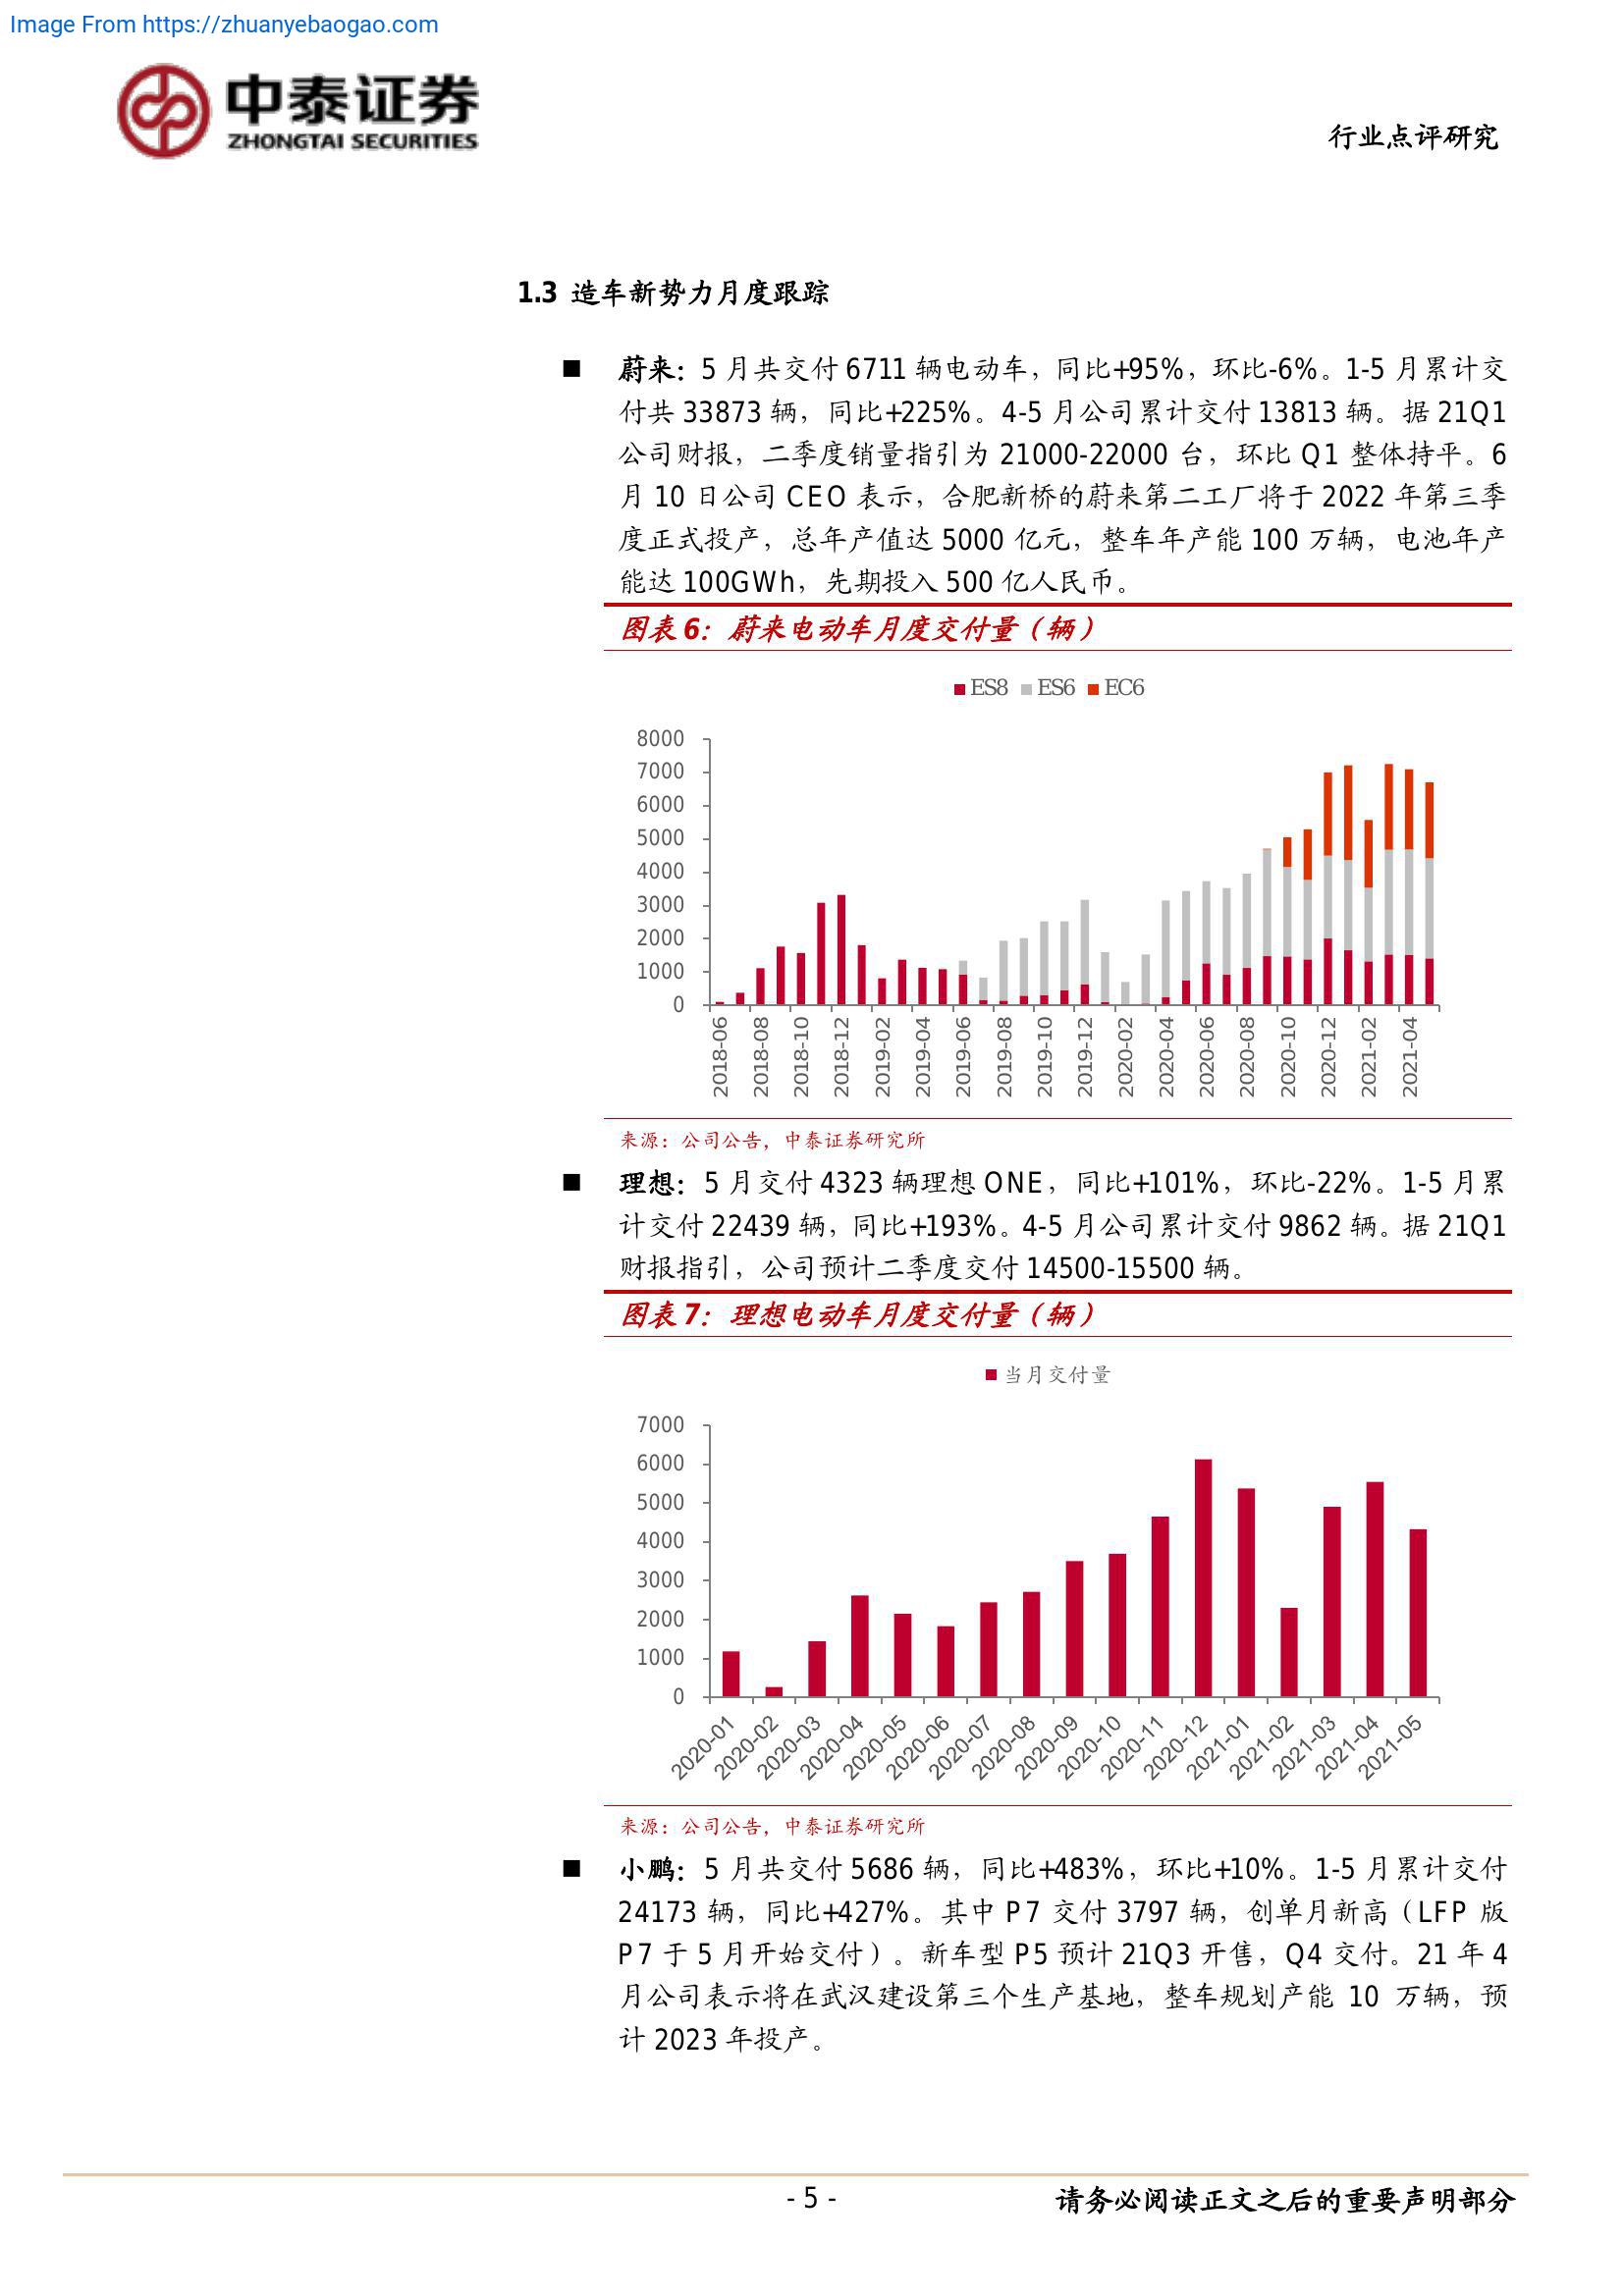 Image From https://zhuanyebaogao.com
中泰证券
ZHONGTAI SECURITIES
行业点评研究
1.3 造车新势力月度跟踪
■ 蔚来：5 月共交付 6711 辆电动车，同比+95%，环比-6%。1-5 月累计交
付共 33873 辆，同比+225%。4-5 月公司累计交付 13813 辆。据 21Q1
公司财报，二季度销量指引为 21000-22000 台，环比 Q1 整体持平。6
月 10 日公司 CEO 表示，合肥新桥的蔚来第二工厂将于 2022 年第三季
度正式投产，总年产值达 5000 亿元，整车年产能 100 万辆，电池年产
能达 100GWh，先期投入 500 亿人民币。
图表 6：蔚来电动车月度交付量（辆）
ES8 ES6 EC6
8000
7000
6000
5000
4000
3000
2000
1000
0
2018-06 2018-08 2018-10 2018-12 2019-02 2019-04 2019-06 2019-08 2019-10 2019-12 2020-02 2020-04 2020-06 2020-08 2020-10 2020-12 2021-02 2021-04
来源：公司公告，中泰证券研究所
■ 理想：5 月交付 4323 辆理想 ONE，同比+101%，环比-22%。1-5 月累
计交付 22439 辆，同比+193%。4-5 月公司累计交付 9862 辆。据 21Q1
财报指引，公司预计二季度交付 14500-15500 辆。
图表 7：理想电动车月度交付量（辆）
当月交付量
7000
6000
5000
4000
3000
2000
1000
0
2020-01 2020-02 2020-03 2020-04 2020-05 2020-06 2020-07 2020-08 2020-09 2020-10 2020-11 2020-12 2021-01 2021-02 2021-03 2021-04 2021-05
来源：公司公告，中泰证券研究所
■ 小鹏：5 月共交付 5686 辆，同比+483%，环比+10%。1-5 月累计交付
24173 辆，同比+427%。其中 P7 交付 3797 辆，创单月新高（LFP 版
P7 于 5 月开始交付）。新车型 P5 预计 21Q3 开售，Q4 交付。21 年 4
月公司表示将在武汉建设第三个生产基地，整车规划产能 10 万辆，预
计 2023 年投产。
- 5 -
请务必阅读正文之后的重要声明部分